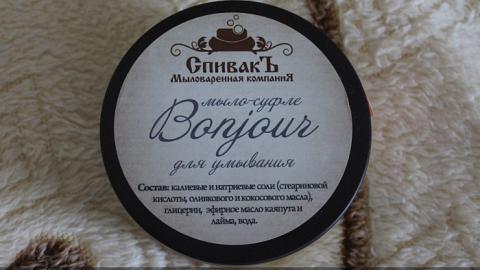 СпивакЪ
Мыловаренная компаниЯ
мыло-суфле
Bonjour
для умывания
Состав: калиевые и натриевые соли (стеариновой
кислоты, оливкового и кокосового масла),
глицерин, эфирное масло каяпута и
лайма, вода.